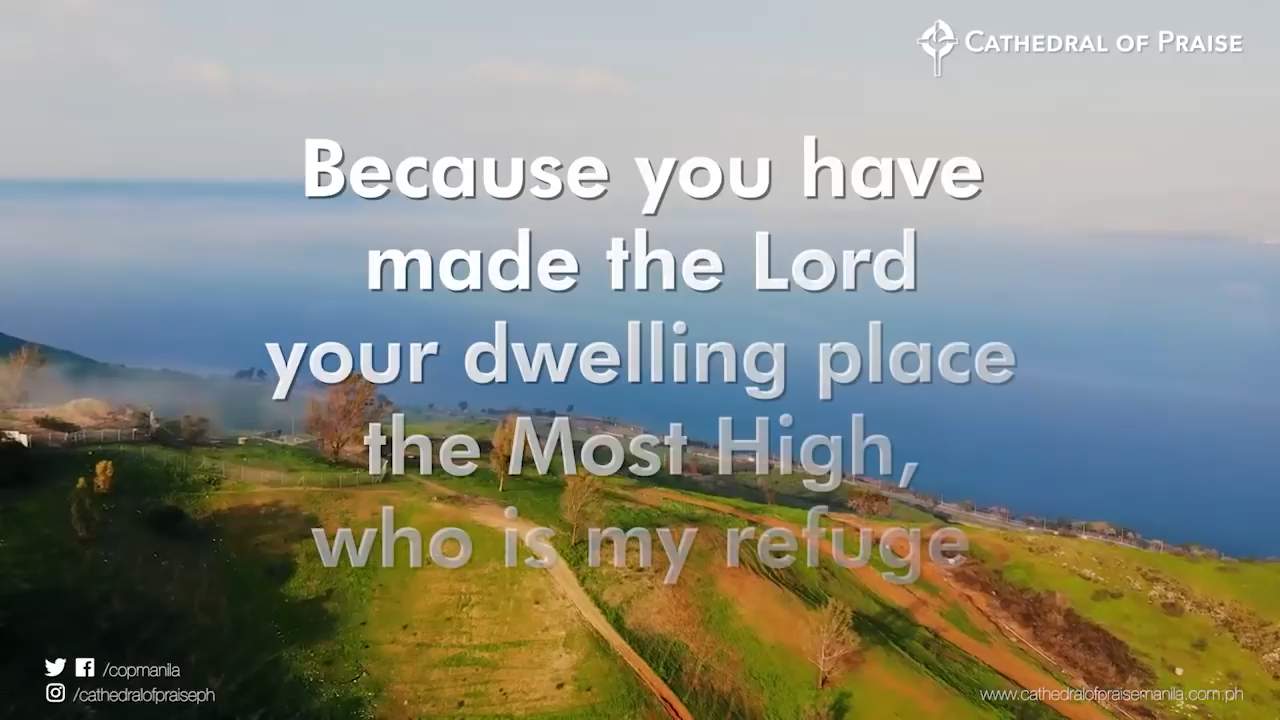 CATHEDRAL OF PRAISE
Because you have
made the Lord
your dwelling place
the Most High,
who is my refuge
/copmanila
/cathedralofpraiseph
www.cathedralofpraisemanila.com.ph